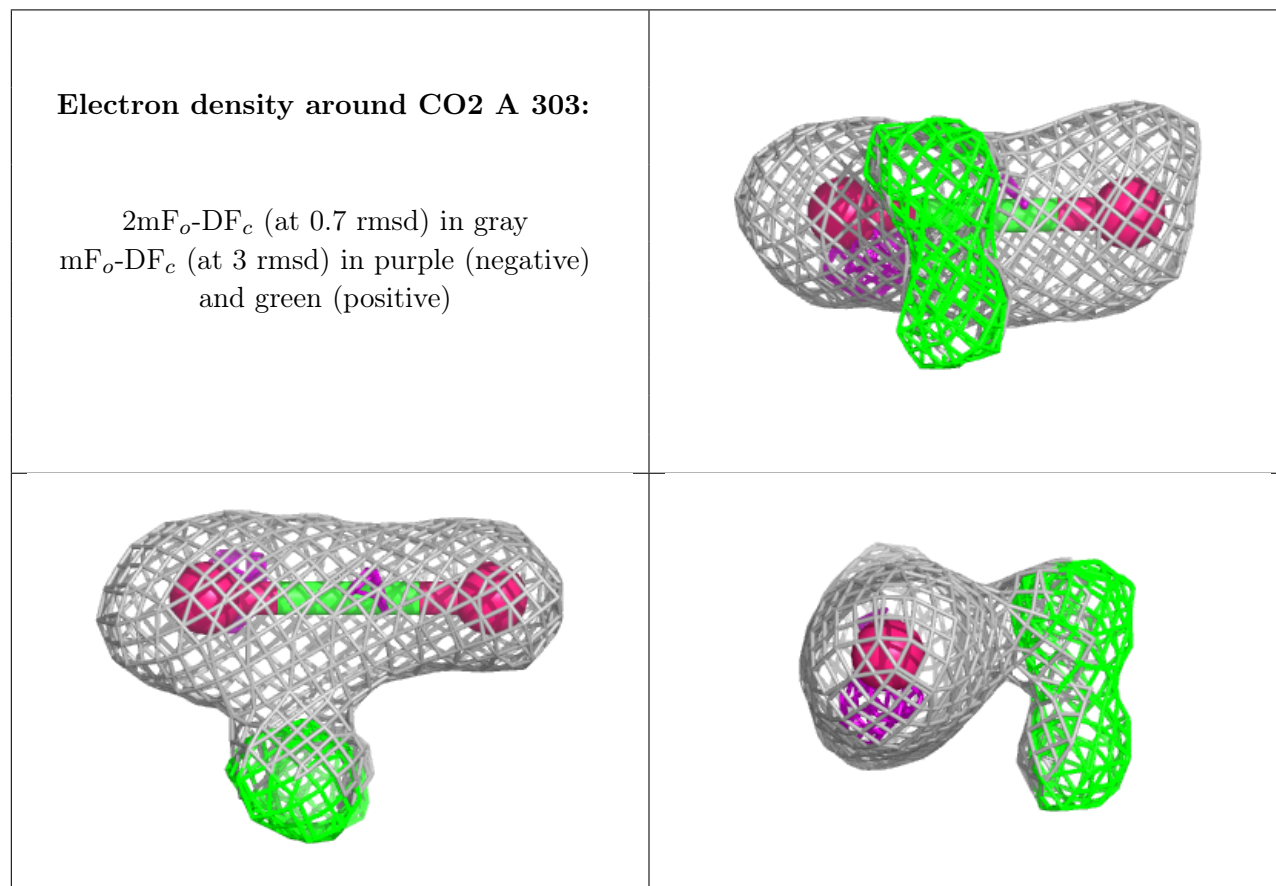 Electron density around CO2 A 303:
2mFo-DFc (at 0.7 rmsd) in gray
mFo-DFc (at 3 rmsd) in purple (negative)
and green (positive)